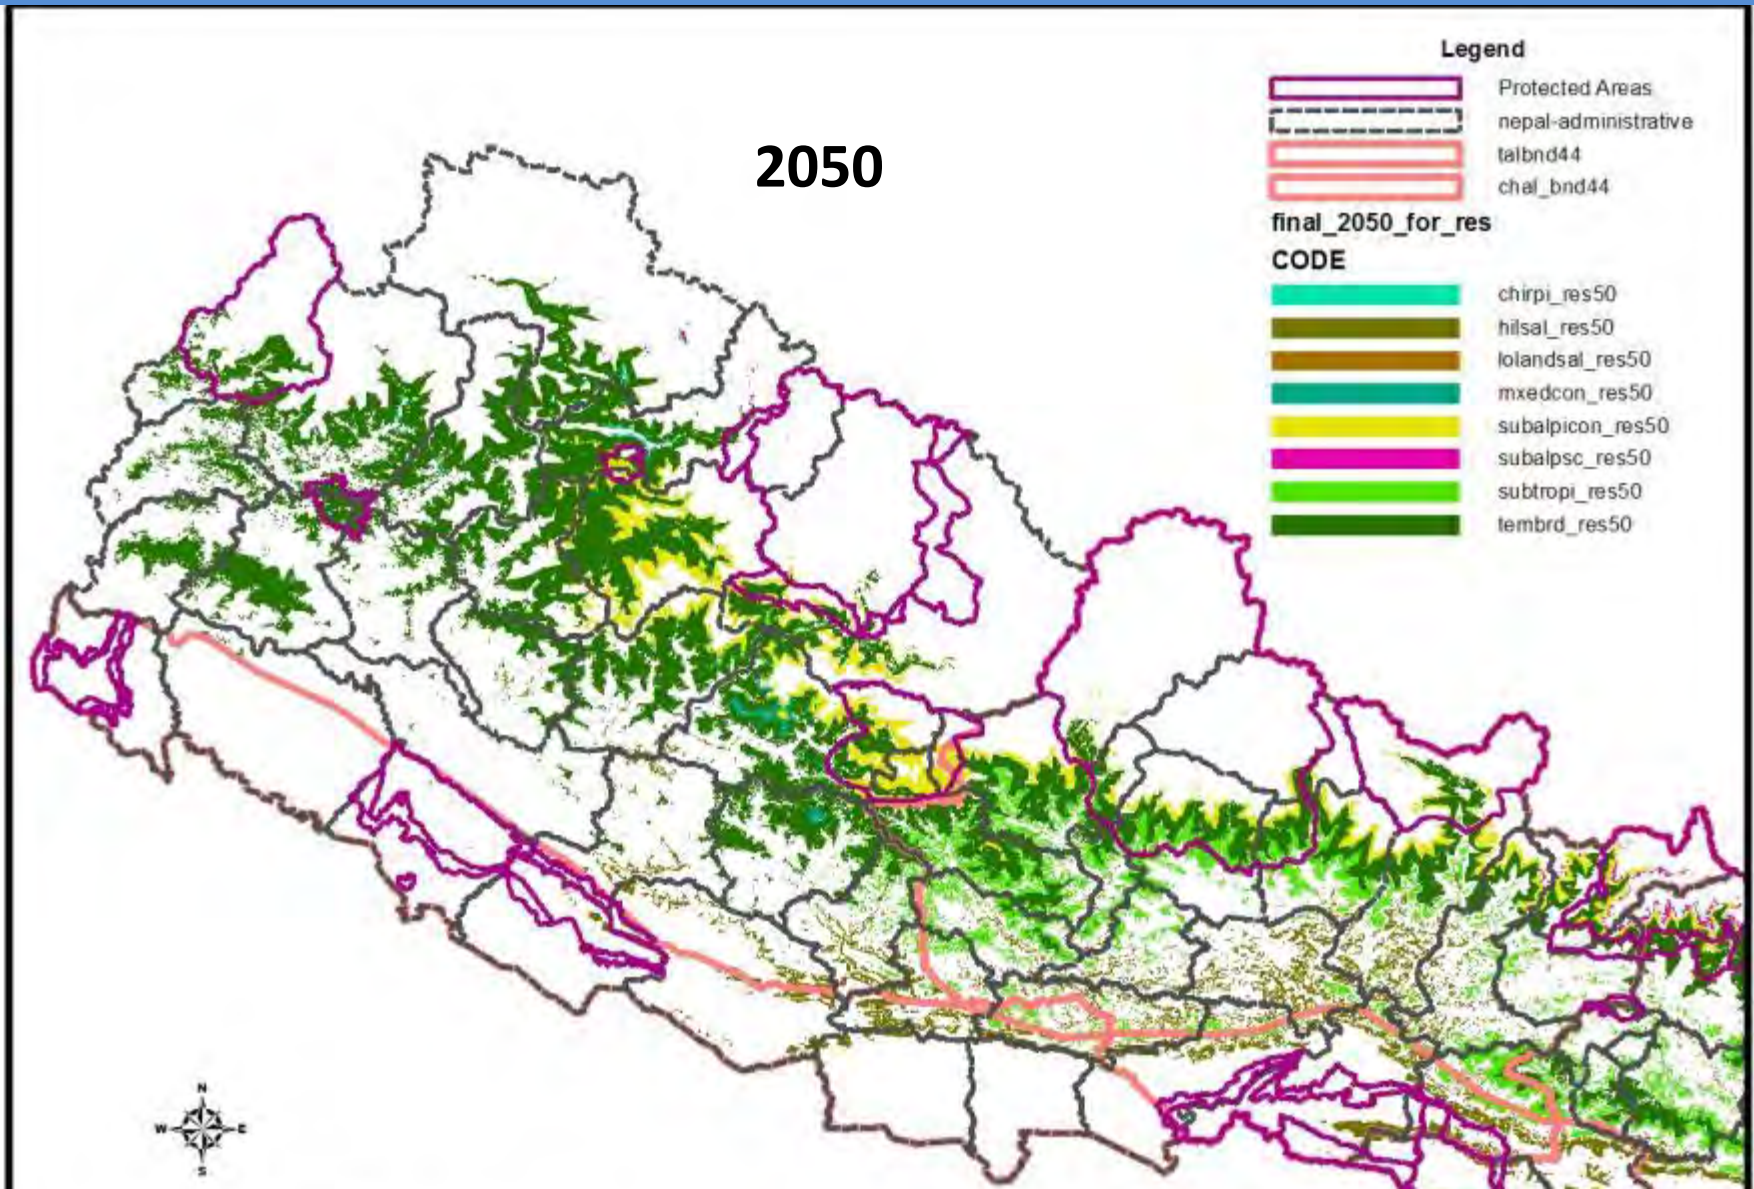 2050
Legend
Protected Areas
nepal-administrative
talbnd44
chal_bnd44
final_2050_for_res
CODE
chirpi_res50
hilsal_res50
lolandsal_res50
mxedcon_res50
subalpicon_res50
subalpsc_res50
subtropi_res50
tembrd_res50
N
W E
S